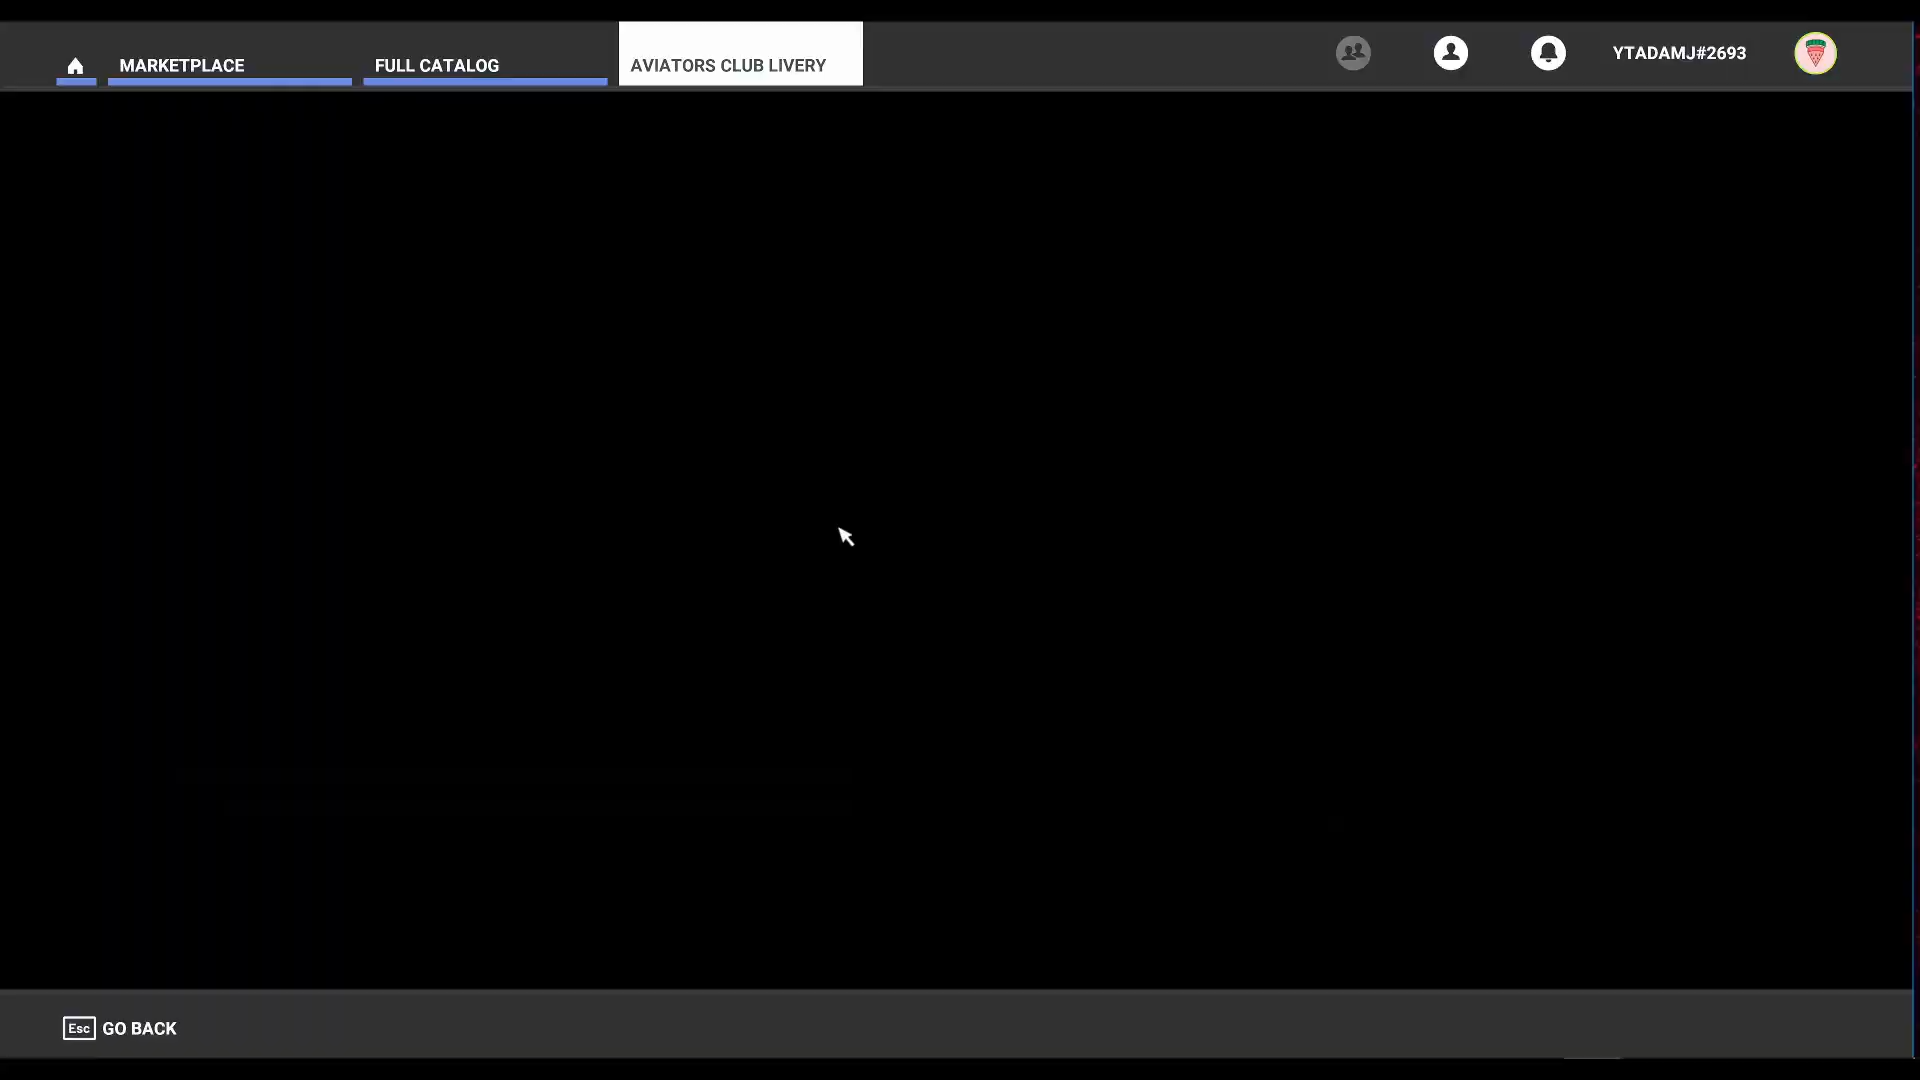 MARKETPLACE
FULL CATALOG
AVIATORS CLUB LIVERY
YTADAMJ#2693
Esc GO BACK